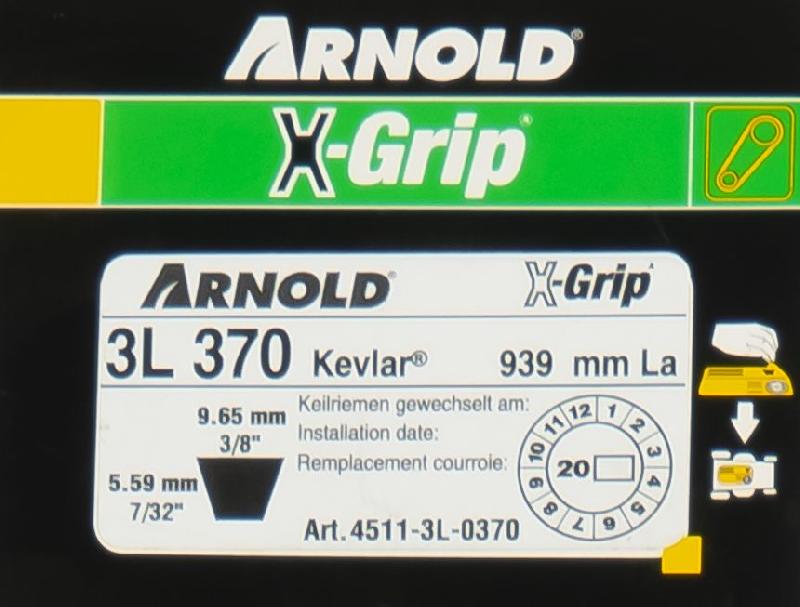 ARNOLD®
X-Grip®
ARNOLD®
X-Grip
3L 370 Kevlar® 939 mm La
9.65 mm
3/8"
5.59 mm
7/32"
Keilriemen gewechselt am:
Installation date:
Remplacement courroie:
Art.4511-3L-0370
1 2 3 4 5 6 7 8 9 10 11 12
20